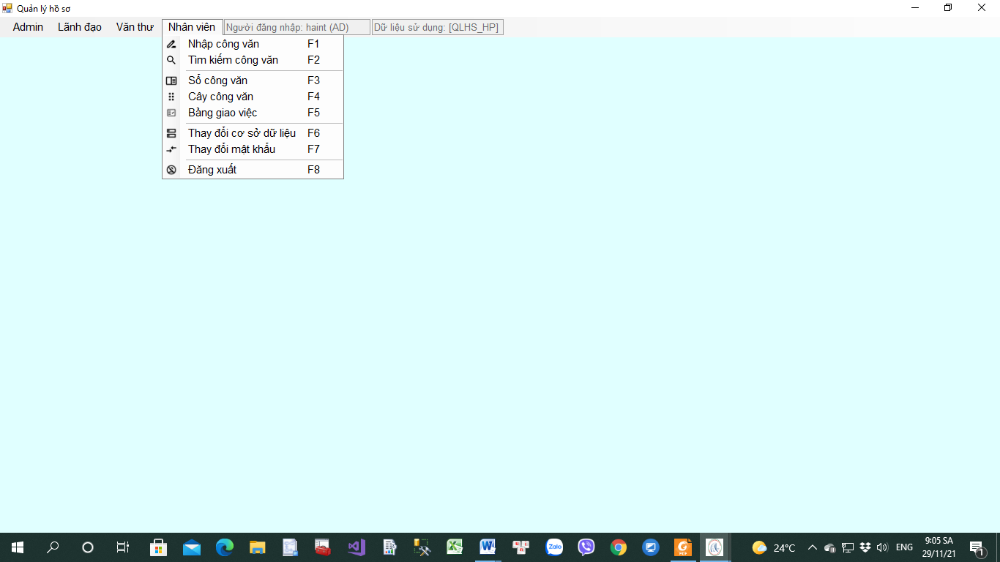 Quản lý hồ sơ
Admin Lãnh đạo Văn thư Nhân viên Người đăng nhập: haint (AD) Dữ liệu sử dụng: [QLHS_HP]
Nhập công văn F1
Tìm kiếm công văn F2
Sổ công văn F3
Cây công văn F4
Bảng giao việc F5
Thay đổi cơ sở dữ liệu F6
Thay đổi mật khẩu F7
Đăng xuất F8
Zalo
PDF
24°C
ENG
9:05 SA
29/11/21
1